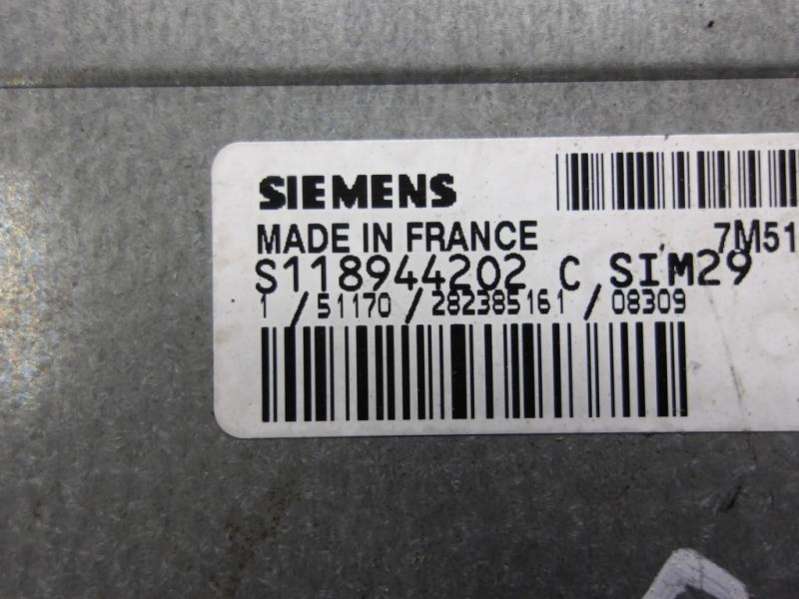 SIEMENS
MADE IN FRANCE 7M51
S118944202 C SIM29
1 / 51170 / 282385161 / 08309